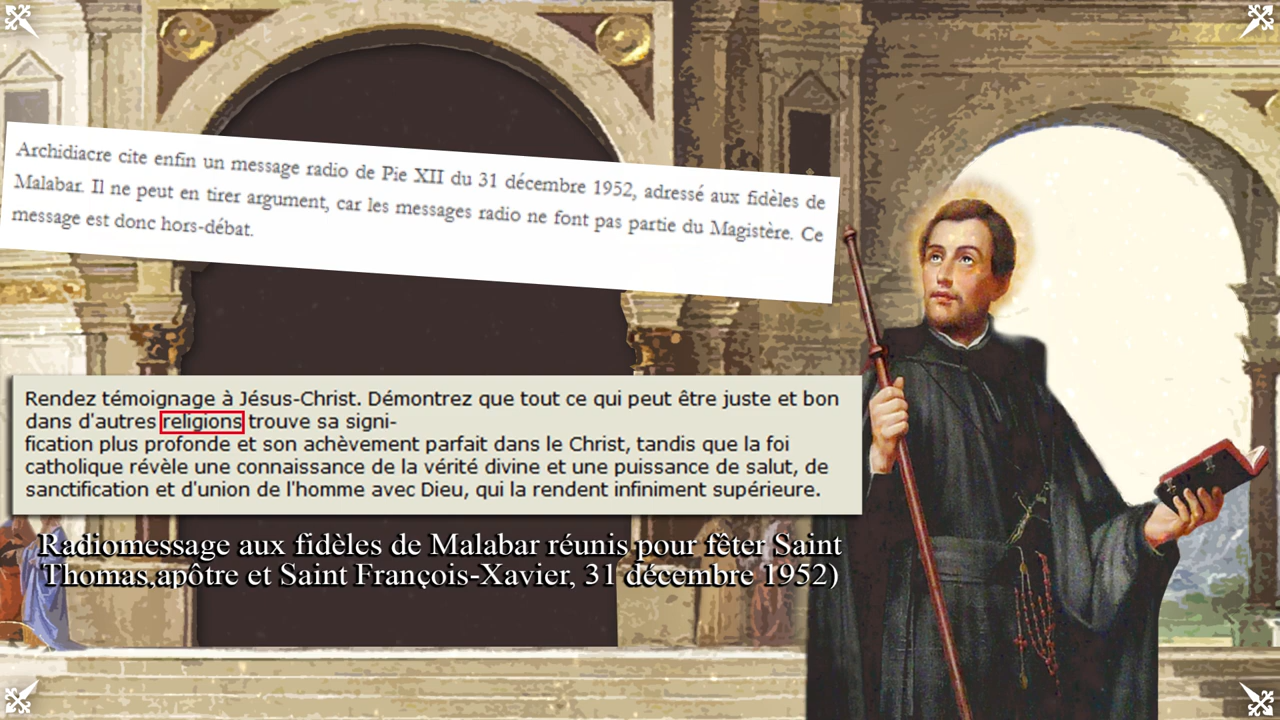 Archidiacre cite enfin un message radio de Pie XII du 31 décembre 1952, adressé aux fidèles de
Malabar. Il ne peut en tirer argument, car les messages radio ne font pas partie du Magistère. Ce
message est donc hors-débat.
Rendez témoignage à Jésus-Christ. Démontrez que tout ce qui peut être juste et bon
dans d'autres religions trouve sa signi-
fication plus profonde et son achèvement parfait dans le Christ, tandis que la foi
catholique révèle une connaissance de la vérité divine et une puissance de salut, de
sanctification et d'union de l'homme avec Dieu, qui la rendent infiniment supérieure.
Radiomessage aux fidèles de Malabar réunis pour fêter Saint
Thomas,apôtre et Saint François-Xavier, 31 décembre 1952)